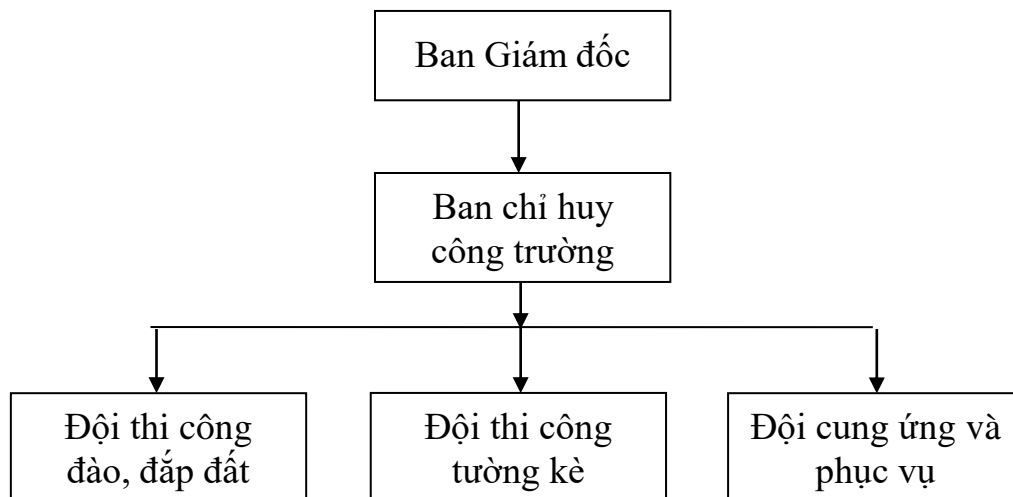 Ban Giám đốc
Ban chỉ huy
công trường
Đội thi công
đào, đắp đất
Đội thi công
tường kè
Đội cung ứng và
phục vụ